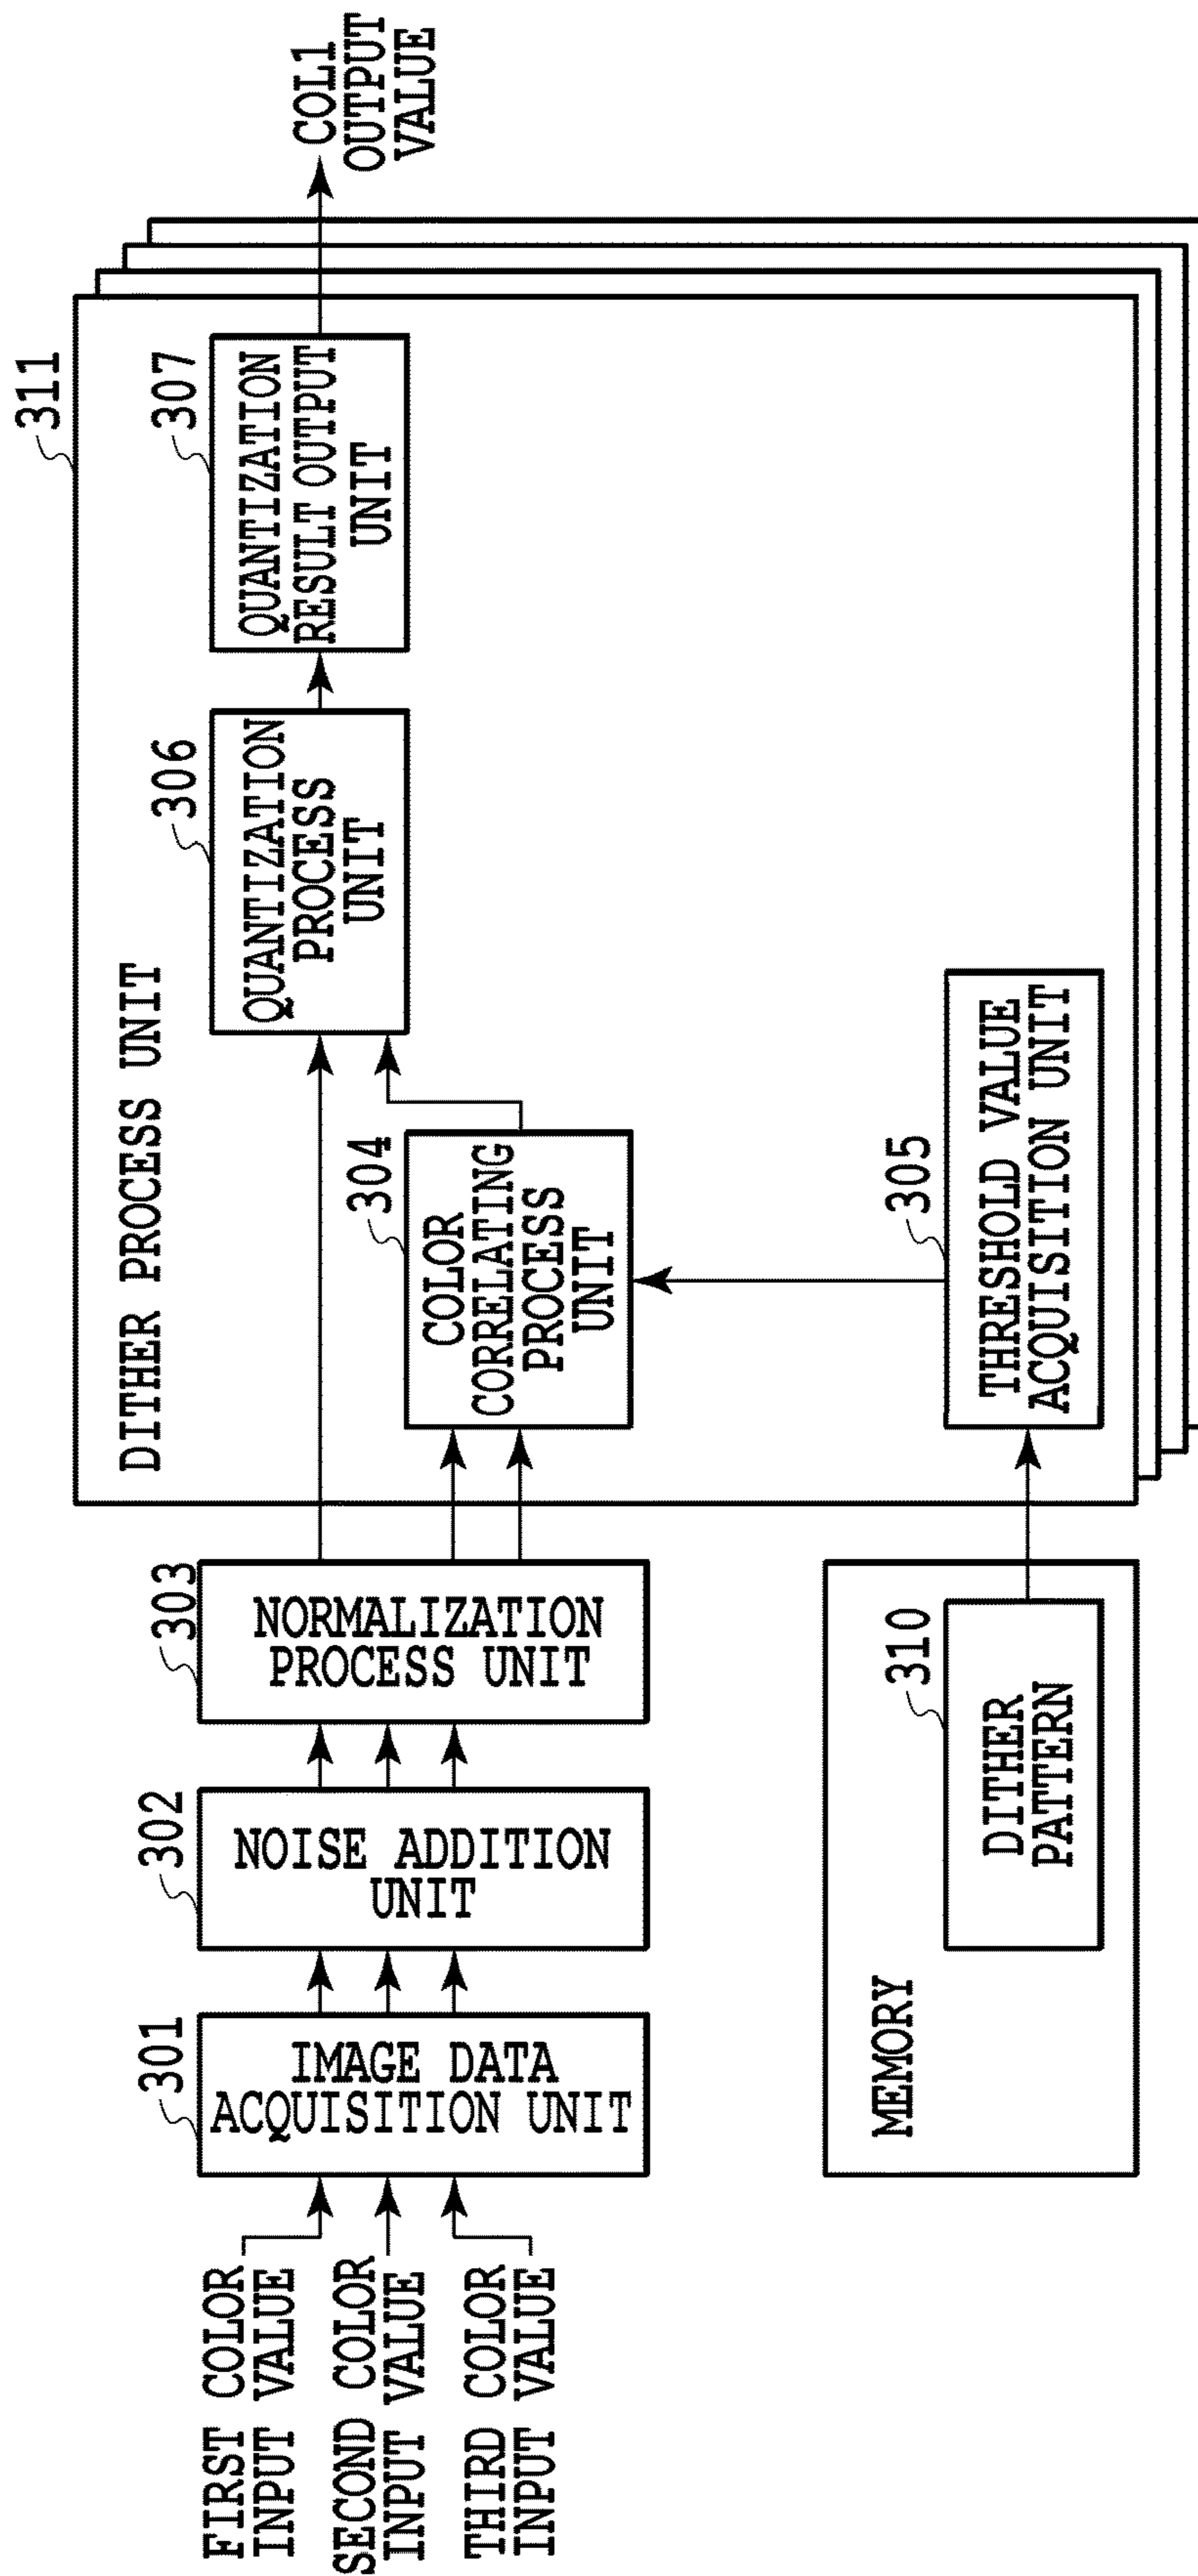 FIRST COLOR
INPUT VALUE
SECOND COLOR
INPUT VALUE
THIRD COLOR
INPUT VALUE
301
IMAGE DATA
ACQUISITION UNIT
302
NOISE ADDITION
UNIT
303
NORMALIZATION
PROCESS UNIT
MEMORY
310
DITHER
PATTERN
311
DITHER PROCESS UNIT
304
COLOR
CORRELATING
PROCESS
UNIT
305
THRESHOLD VALUE
ACQUISITION UNIT
306
QUANTIZATION
PROCESS
UNIT
307
QUANTIZATION
RESULT OUTPUT
UNIT
COL1
OUTPUT
VALUE